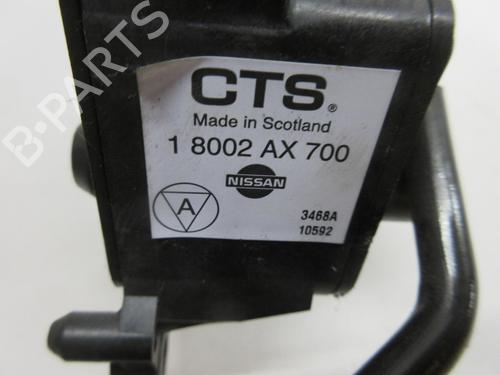 B-PARTS
CTS®
Made in Scotland
1 8002 AX 700
NISSAN
A
3468A
10592